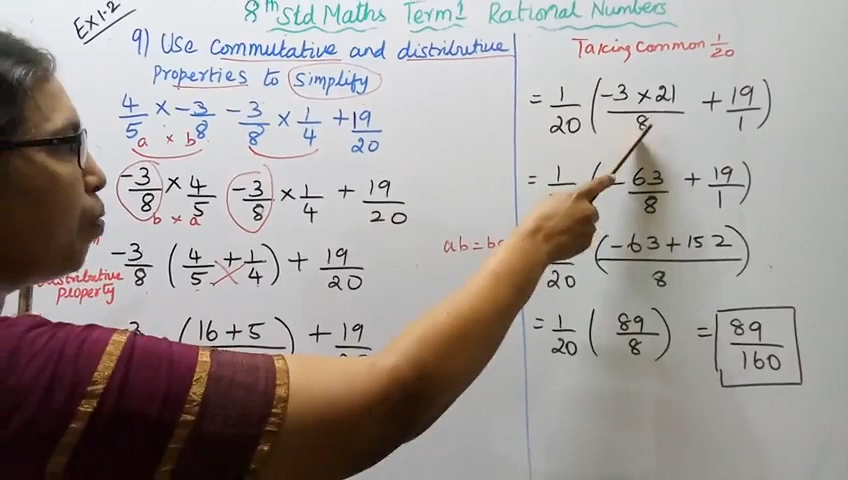 8th Std Maths Term 1 Rational Numbers
Ex 1.2
9) Use commutative and distributive
Properties to simplify
4/5 × -3/8 -3/8 × 1/4 + 19/20
a × b
-3/8 × 4/5 -3/8 × 1/4 + 19/20
b × a
-3/8 (4/5 + 1/4) + 19/20
distributive
property
(16 + 5) + 19
ab = b
Taking common 1/20
= 1/20 (-3 × 21/8 + 19/1)
= 1 - 63/8 + 19/1)
20 (-63 + 152/8)
= 1/20 (89/8) = 89/160